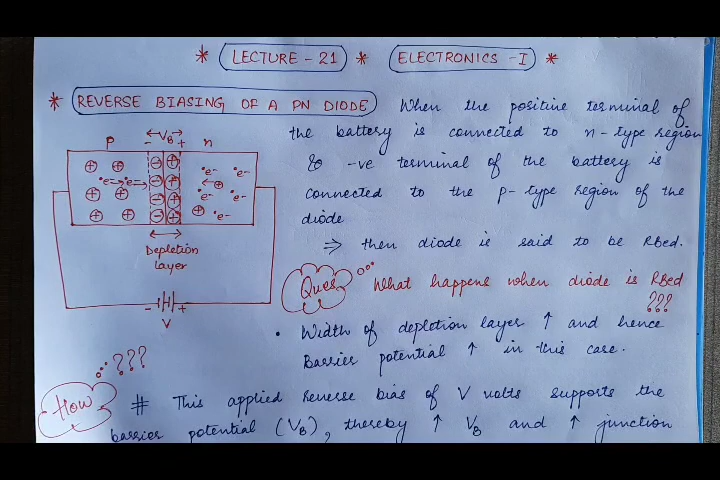 * LECTURE - 21 * ELECTRONICS - I *
* REVERSE BIASING OF A PN DIODE When the positive terminal of
the battery is connected to n-type region
& -ve terminal of the battery is
connected to the p-type region of the
diode
⇒ then diode is said to be RBed.
P - VB + n
+ + - + e-  e-
+ e- → e- → - + e- ← +
+ + - + e- e-
+ + - + + e-
Depletion
Layer
- +
V
Ques What happens when diode is RBed
???
• Width of depletion layer ↑ and hence
Barrier potential ↑ in this case.
How ???
# This applied reverse bias of V volts supports the
barrier potential (VB), thereby ↑ VB and ↑ junction